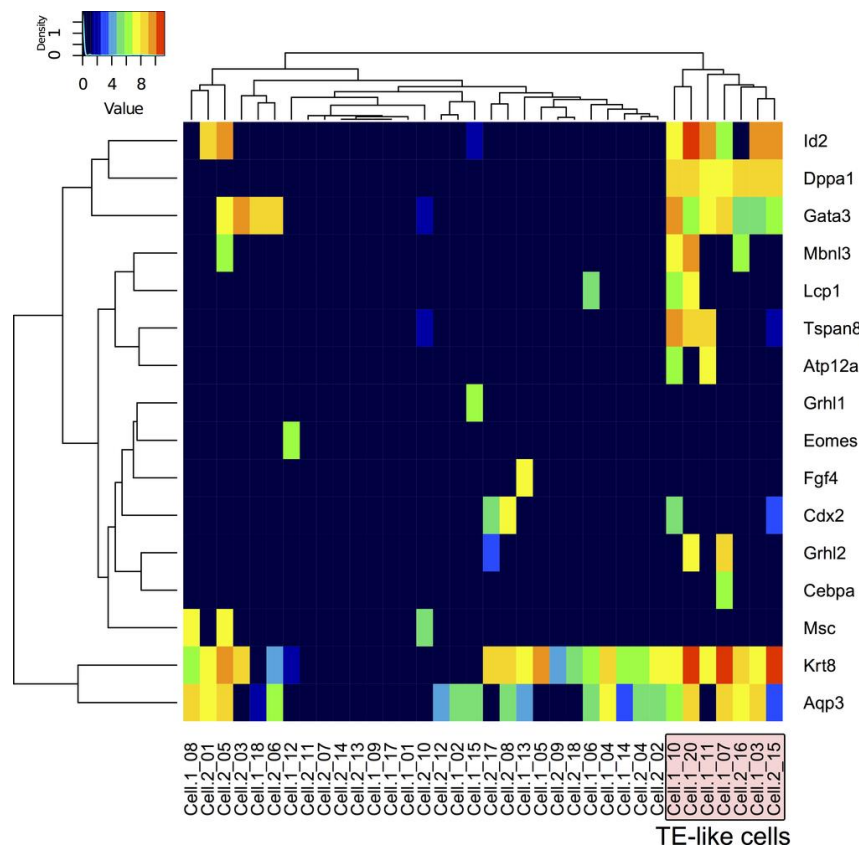 Density
0 1
0 4 8
Value
Id2
Dppa1
Gata3
Mbnl3
Lcp1
Tspan8
Atp12a
Grhl1
Eomes
Fgf4
Cdx2
Grhl2
Cebpa
Msc
Krt8
Aqp3
Cell.1_08
Cell.2_01
Cell.2_05
Cell.2_03
Cell.1_18
Cell.2_06
Cell.1_12
Cell.2_11
Cell.2_07
Cell.2_14
Cell.2_13
Cell.1_09
Cell.1_17
Cell.1_01
Cell.2_10
Cell.2_12
Cell.1_02
Cell.1_15
Cell.2_17
Cell.2_08
Cell.1_13
Cell.1_05
Cell.2_09
Cell.2_18
Cell.1_06
Cell.1_04
Cell.1_14
Cell.2_04
Cell.2_02
Cell.1_10
Cell.1_20
Cell.1_11
Cell.1_07
Cell.2_16
Cell.1_03
Cell.2_15
TE-like cells